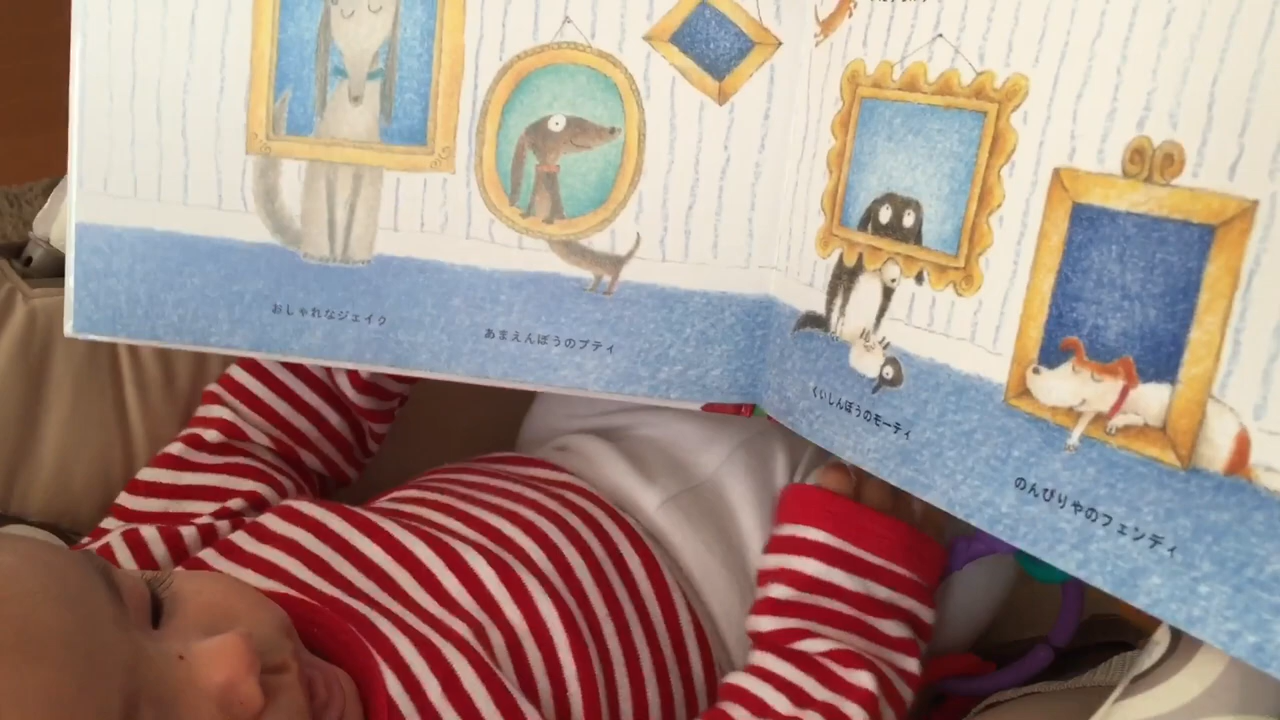 おしゃれなジェイク
あまえんぼうのプティ
くいしんぼうのモーティ
のんびりやのフェンディ